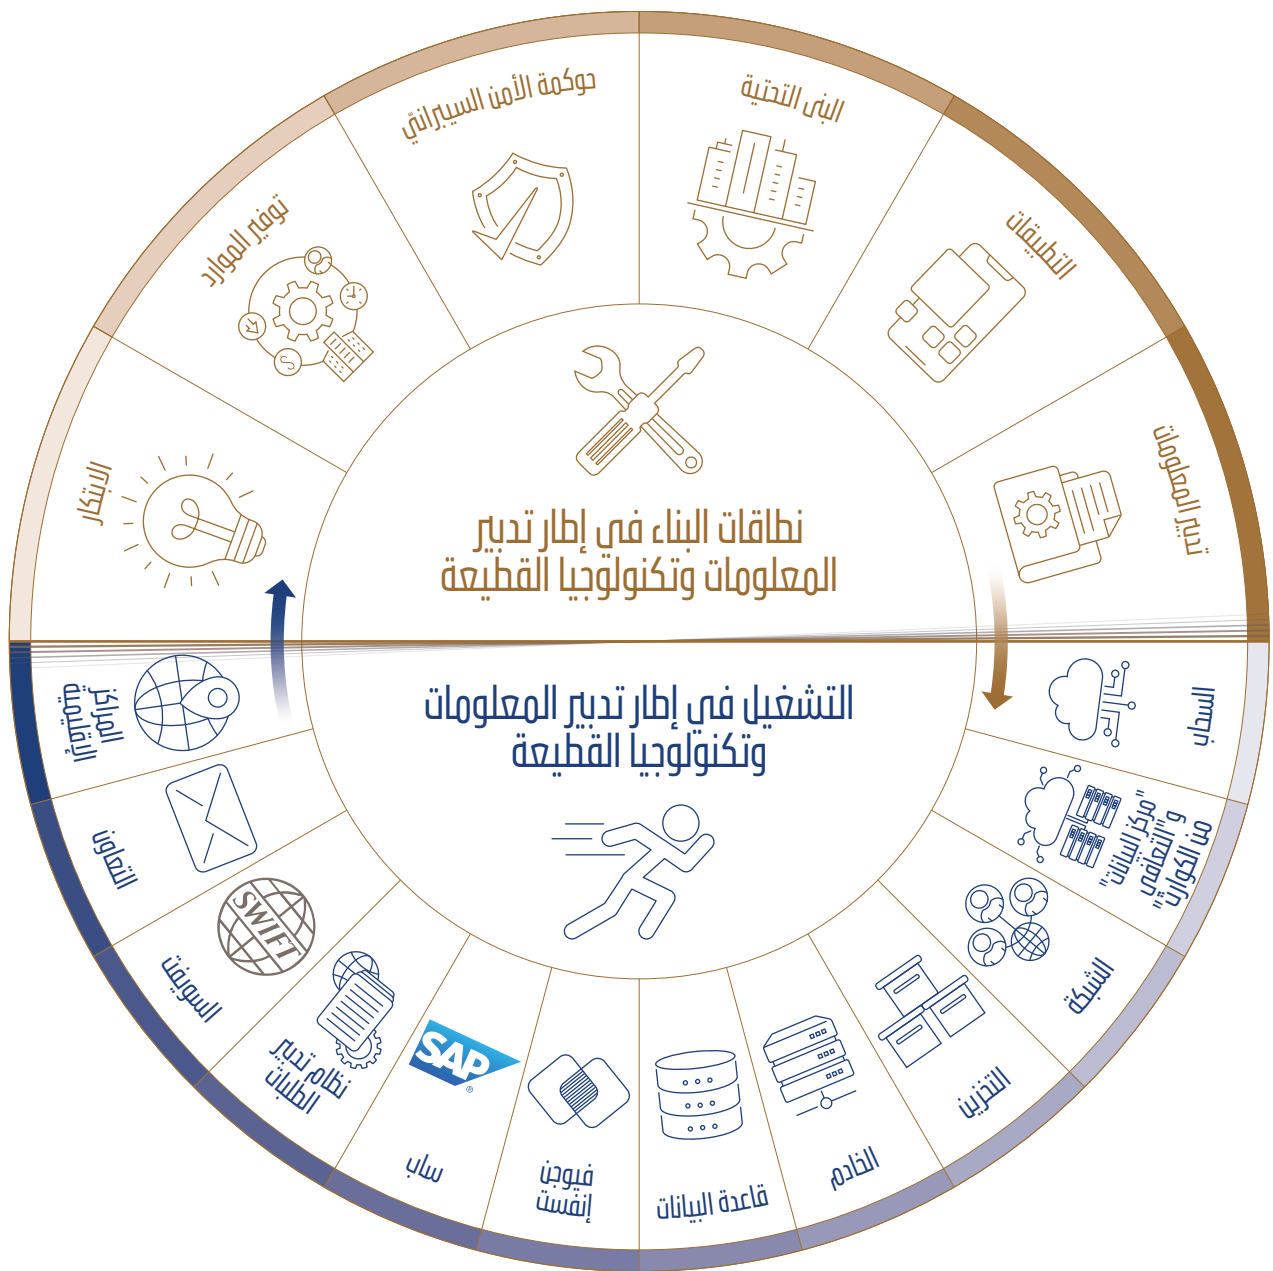 البنى التحتية
التطبيقات
تدبير المعلومات
حوكمة الأمن السيبرانيّ
توفير الموارد
الابتكار
نطاقات البناء في إطار تدبير
المعلومات وتكنولوجيا القطيعة
التشغيل في إطار تدبير المعلومات
وتكنولوجيا القطيعة
السحاب
"مركز البيانات"
و"التعافي
من الكوارث"
الشبكة
التخزين
الخادم
قاعدة البيانات
فيوجن
إنفست
ساب
SAP
®
نظام تدبير
الطلبات
السويفت
SWIFT
التعاون
المراكز
الإقليمية